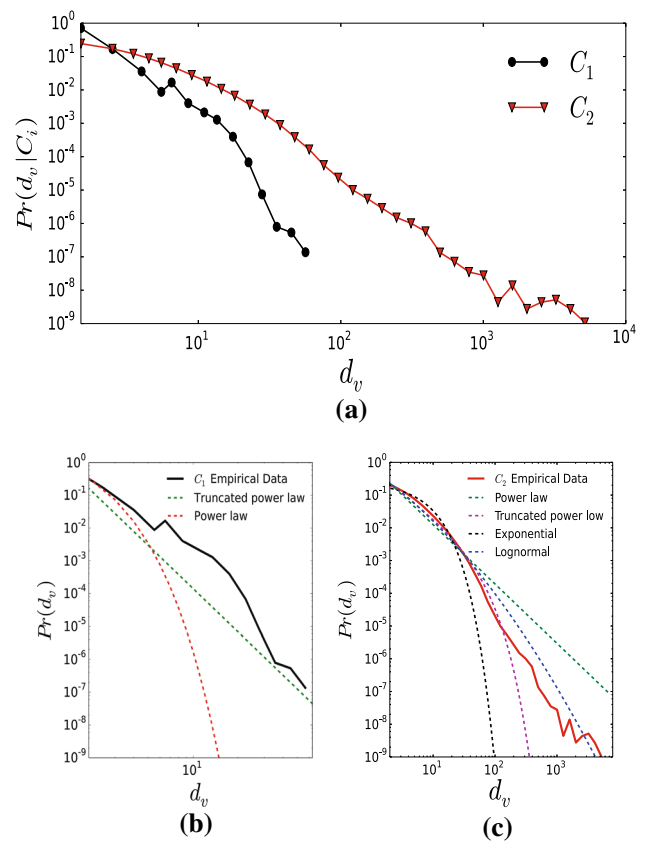 10^0
10^-1
10^-2
10^-3
10^-4
10^-5
10^-6
10^-7
10^-8
10^-9
Pr(d_v|C_i)
C_1
C_2
10^1
10^2
10^3
10^4
d_v
(a)
10^0
10^-1
10^-2
10^-3
10^-4
10^-5
10^-6
10^-7
10^-8
10^-9
Pr(d_v)
C_1 Empirical Data
Truncated power law
Power law
10^1
d_v
(b)
10^0
10^-1
10^-2
10^-3
10^-4
10^-5
10^-6
10^-7
10^-8
10^-9
Pr(d_v)
C_2 Empirical Data
Power law
Truncated power low
Exponential
Lognormal
10^1
10^2
10^3
d_v
(c)